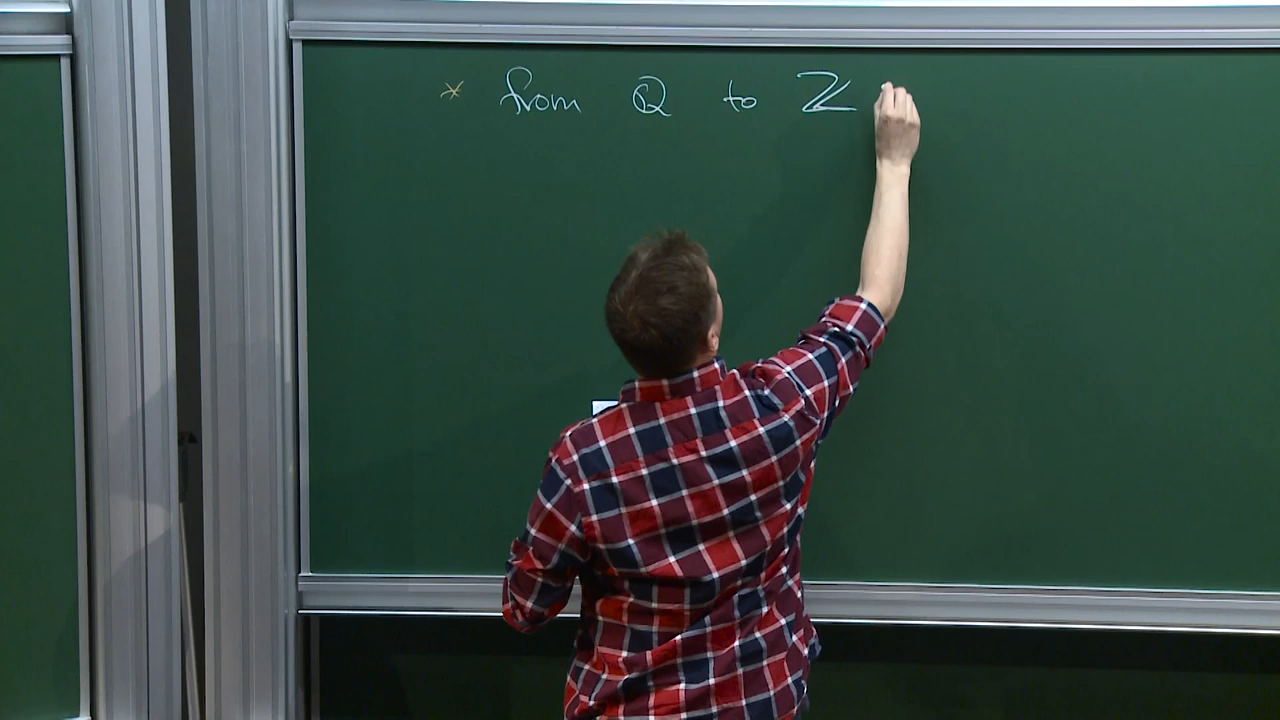 * from ℚ to ℤ